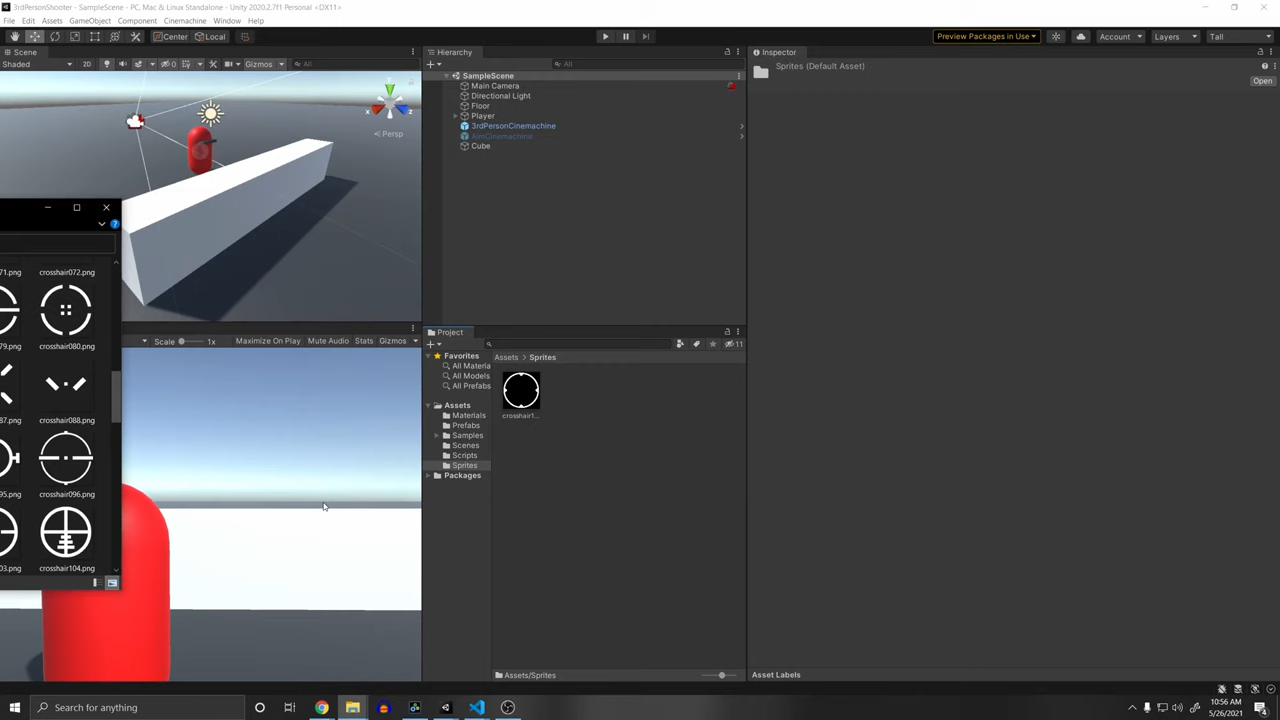 3rdPersonShooter - SampleScene - PC, Mac & Linux Standalone - Unity 2020.2.7f1 Personal <DX11>
File Edit Assets GameObject Component Cinemachine Window Help
Center Local Preview Packages in Use Account Layers Tall
Scene
Shaded 2D 0 Gizmos All
Persp
Hierarchy
All
SampleScene
Main Camera
Directional Light
Floor
Player
3rdPersonCinemachine
AimCinemachine
Cube
Inspector
Sprites (Default Asset)
Open
71.png crosshair072.png
79.png crosshair080.png
87.png crosshair088.png
95.png crosshair096.png
03.png crosshair104.png
Scale 1x Maximize On Play Mute Audio Stats Gizmos
Project
11
Favorites
All Materia
All Models
All Prefabs
Assets
Materials
Prefabs
Samples
Scenes
Scripts
Sprites
Packages
Assets > Sprites
crosshair1...
Assets/Sprites
Asset Labels
Search for anything
10:56 AM
5/26/2021
4